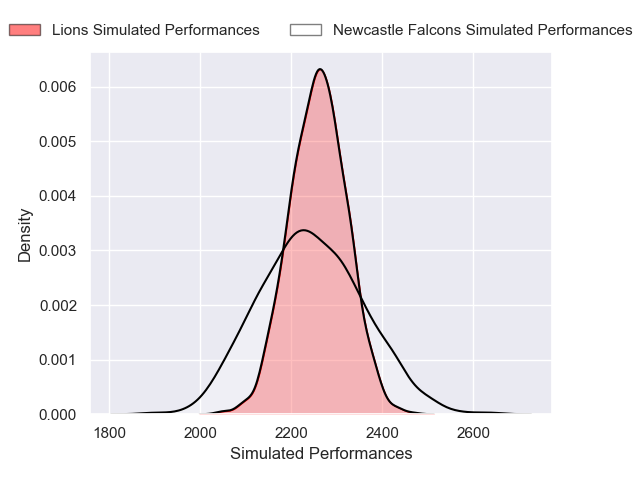 Lions Simulated Performances Newcastle Falcons Simulated Performances
0.006
0.005
0.004
0.003
0.002
0.001
0.000
Density
1800 2000 2200 2400 2600
Simulated Performances